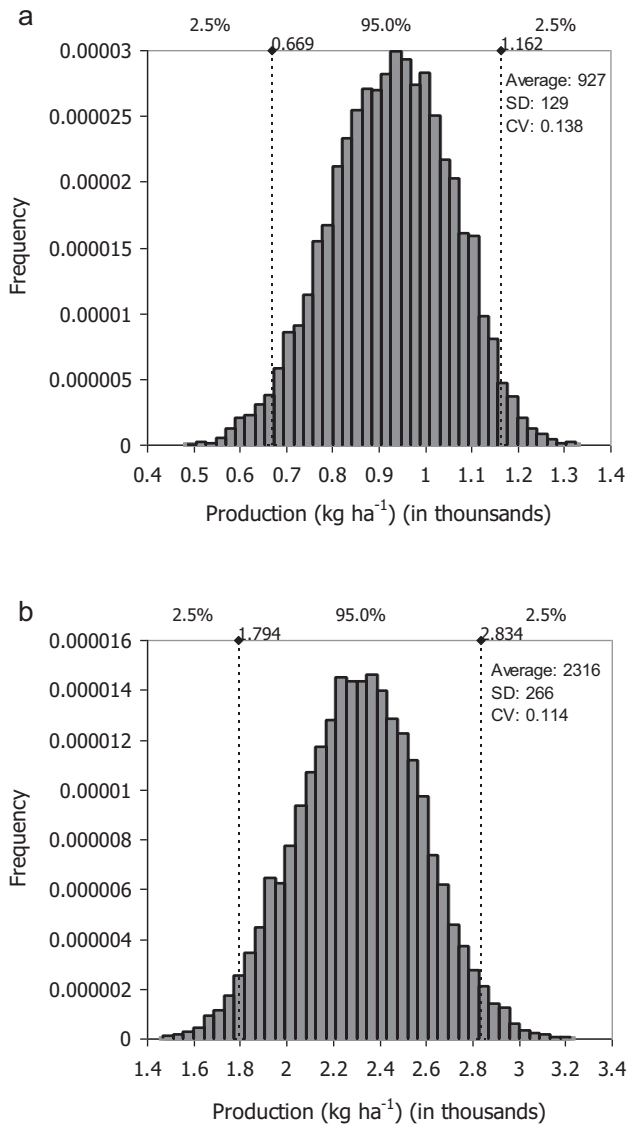 a
2.5% 95.0% 2.5%
0.669 1.162
0.00003
Average: 927
SD: 129
CV: 0.138
0.000025
0.00002
0.000015
0.00001
0.000005
0
Frequency
0.4 0.5 0.6 0.7 0.8 0.9 1 1.1 1.2 1.3 1.4
Production (kg ha⁻¹) (in thounsands)
b
2.5% 95.0% 2.5%
1.794 2.834
0.000016
Average: 2316
SD: 266
CV: 0.114
0.000014
0.000012
0.00001
0.000008
0.000006
0.000004
0.000002
0
Frequency
1.4 1.6 1.8 2 2.2 2.4 2.6 2.8 3 3.2 3.4
Production (kg ha⁻¹) (in thousands)